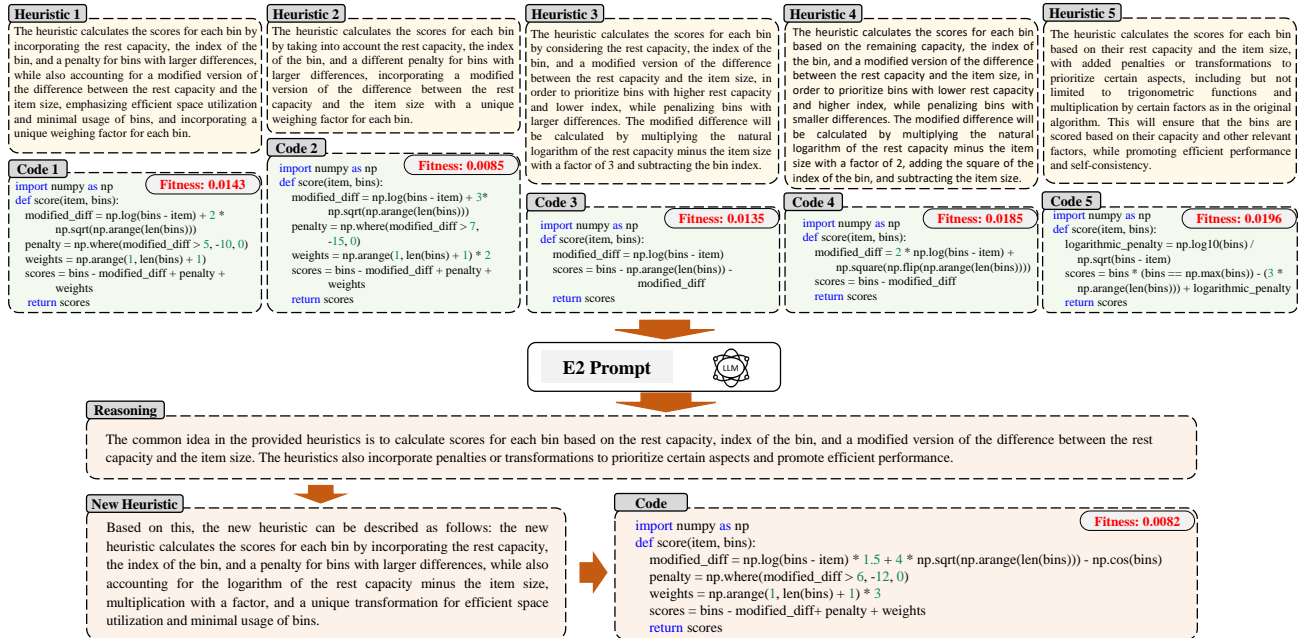 Heuristic 1
The heuristic calculates the scores for each bin by
incorporating the rest capacity, the index of the
bin, and a penalty for bins with larger differences,
while also accounting for a modified version of
the difference between the rest capacity and the
item size, emphasizing efficient space utilization
and minimal usage of bins, and incorporating a
unique weighing factor for each bin.
Code 1
Fitness: 0.0143
import numpy as np
def score(item, bins):
modified_diff = np.log(bins - item) + 2 *
np.sqrt(np.arange(len(bins)))
penalty = np.where(modified_diff > 5, -10, 0)
weights = np.arange(1, len(bins) + 1)
scores = bins - modified_diff + penalty +
weights
return scores
Heuristic 2
The heuristic calculates the scores for each bin
by taking into account the rest capacity, the index
of the bin, and a different penalty for bins with
larger differences, incorporating a modified
version of the difference between the rest
capacity and the item size with a unique
weighing factor for each bin.
Code 2
Fitness: 0.0085
import numpy as np
def score(item, bins):
modified_diff = np.log(bins - item) + 3*
np.sqrt(np.arange(len(bins)))
penalty = np.where(modified_diff > 7,
-15, 0)
weights = np.arange(1, len(bins) + 1) * 2
scores = bins - modified_diff + penalty +
weights
return scores
Heuristic 3
The heuristic calculates the scores for each bin
by considering the rest capacity, the index of the
bin, and a modified version of the difference
between the rest capacity and the item size, in
order to prioritize bins with higher rest capacity
and lower index, while penalizing bins with
larger differences. The modified difference will
be calculated by multiplying the natural
logarithm of the rest capacity minus the item size
with a factor of 3 and subtracting the bin index.
Code 3
Fitness: 0.0135
import numpy as np
def score(item, bins):
modified_diff = np.log(bins - item)
scores = bins - np.arange(len(bins)) -
modified_diff
return scores
Heuristic 4
The heuristic calculates the scores for each bin
based on the remaining capacity, the index of
the bin, and a modified version of the difference
between the rest capacity and the item size, in
order to prioritize bins with lower rest capacity
and higher index, while penalizing bins with
smaller differences. The modified difference will
be calculated by multiplying the natural
logarithm of the rest capacity minus the item
size with a factor of 2, adding the square of the
index of the bin, and subtracting the item size.
Code 4
Fitness: 0.0185
import numpy as np
def score(item, bins):
modified_diff = 2 * np.log(bins - item) +
np.square(np.flip(np.arange(len(bins))))
scores = bins - modified_diff
return scores
Heuristic 5
The heuristic calculates the scores for each bin
based on their rest capacity and the item size,
with added penalties or transformations to
prioritize certain aspects, including but not
limited to trignometric functions and
multiplication by certain factors as in the original
algorithm. This will ensure that the bins are
scored based on their capacity and other relevant
factors, while promoting efficient performance
and self-consistency.
Code 5
Fitness: 0.0196
import numpy as np
def score(item, bins):
logarithmic_penalty = np.log10(bins) /
np.sqrt(bins - item)
scores = bins * (bins == np.max(bins)) - (3 *
np.arange(len(bins))) + logarithmic_penalty
return scores
E2 Prompt
LLM
Reasoning
The common idea in the provided heuristics is to calculate scores for each bin based on the rest capacity, index of the bin, and a modified version of the difference between the rest
capacity and the item size. The heuristics also incorporate penalties or transformations to prioritize certain aspects and promote efficient performance.
New Heuristic
Based on this, the new heuristic can be described as follows: the new
heuristic calculates the scores for each bin by incorporating the rest capacity,
the index of the bin, and a penalty for bins with larger differences, while also
accounting for the logarithm of the rest capacity minus the item size,
multiplication with a factor, and a unique transformation for efficient space
utilization and minimal usage of bins.
Code
Fitness: 0.0082
import numpy as np
def score(item, bins):
modified_diff = np.log(bins - item) * 1.5 + 4 * np.sqrt(np.arange(len(bins))) - np.cos(bins)
penalty = np.where(modified_diff > 6, -12, 0)
weights = np.arange(1, len(bins) + 1) * 3
scores = bins - modified_diff+ penalty + weights
return scores